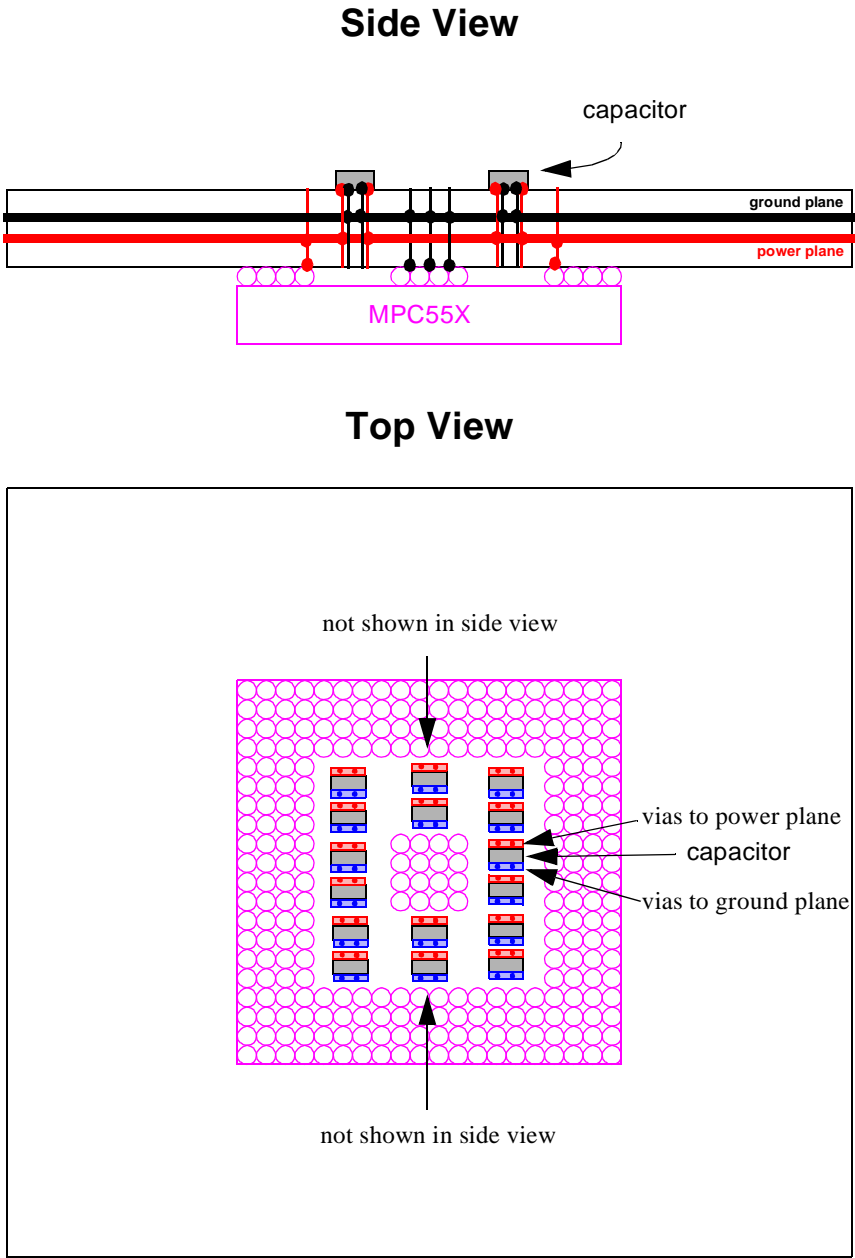 Side View
capacitor
ground plane
power plane
MPC55X
Top View
not shown in side view
vias to power plane
capacitor
vias to ground plane
not shown in side view